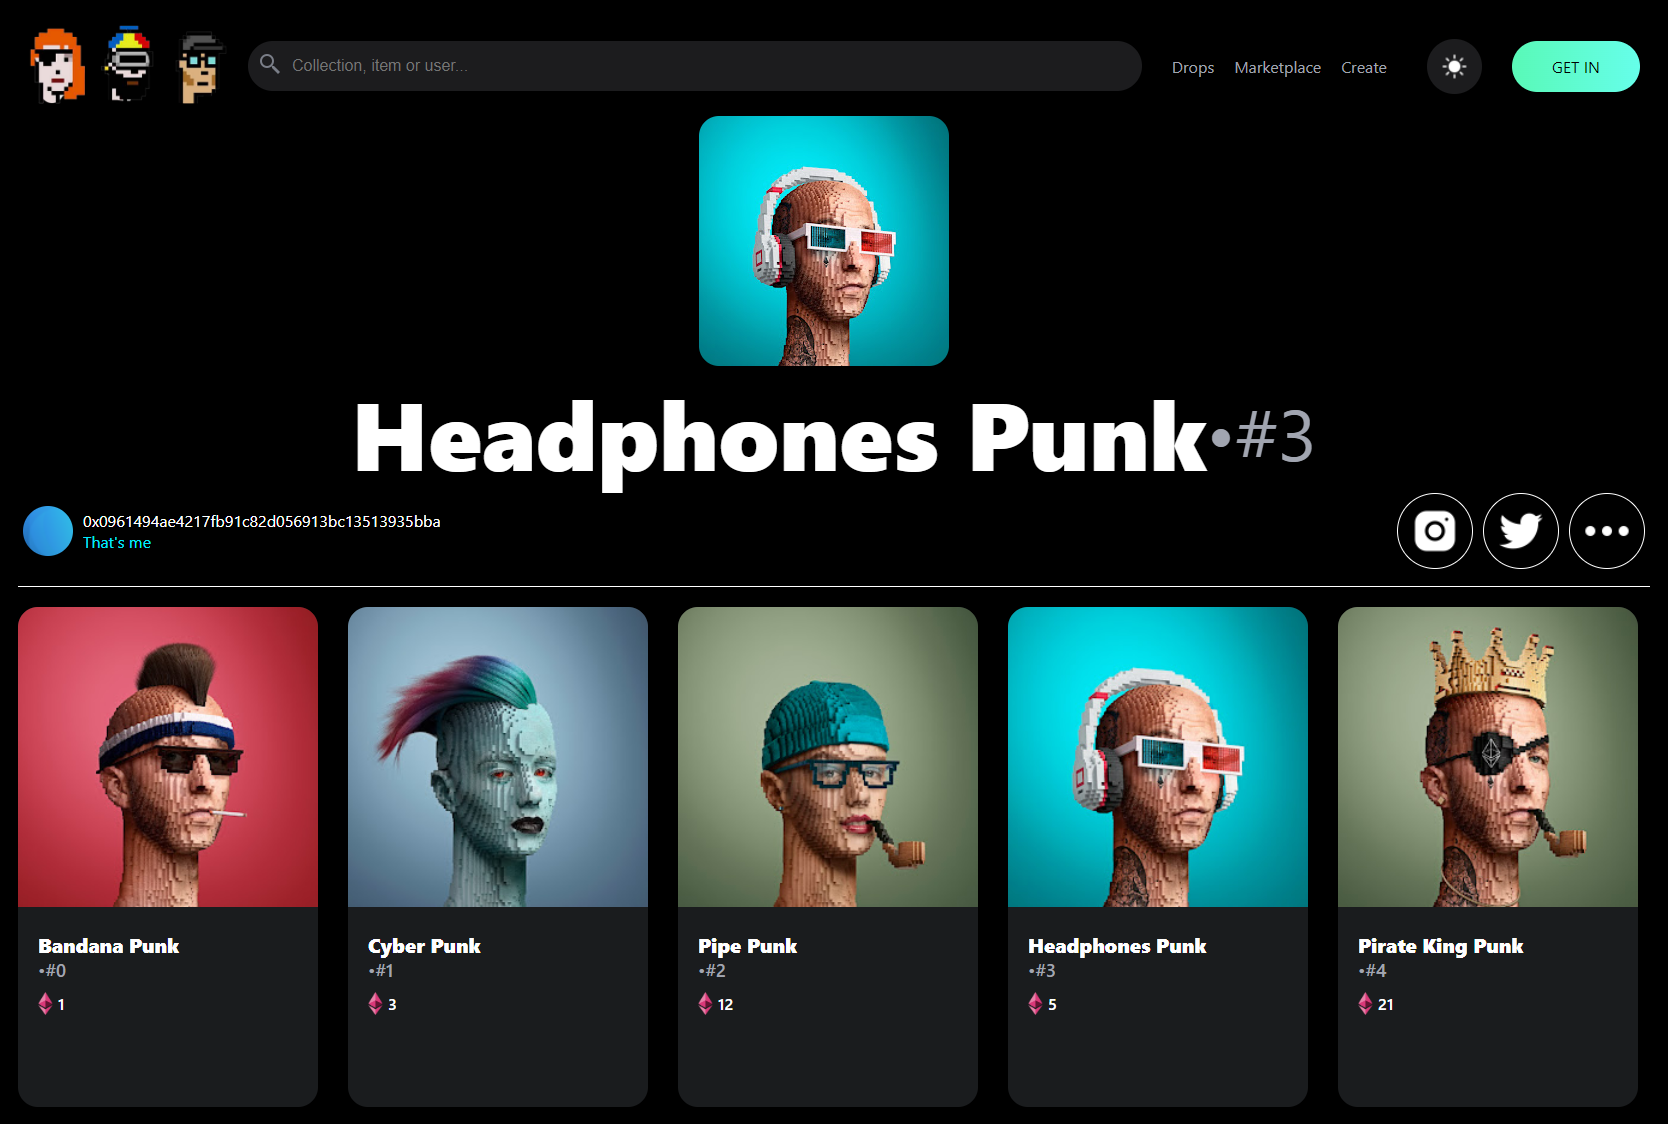 Collection, item or user...
Drops
Marketplace
Create
GET IN
Headphones Punk•#3
0x0961494ae4217fb91c82d056913bc13513935bba
That's me
Bandana Punk
•#0
1
Cyber Punk
•#1
3
Pipe Punk
•#2
12
Headphones Punk
•#3
5
Pirate King Punk
•#4
21